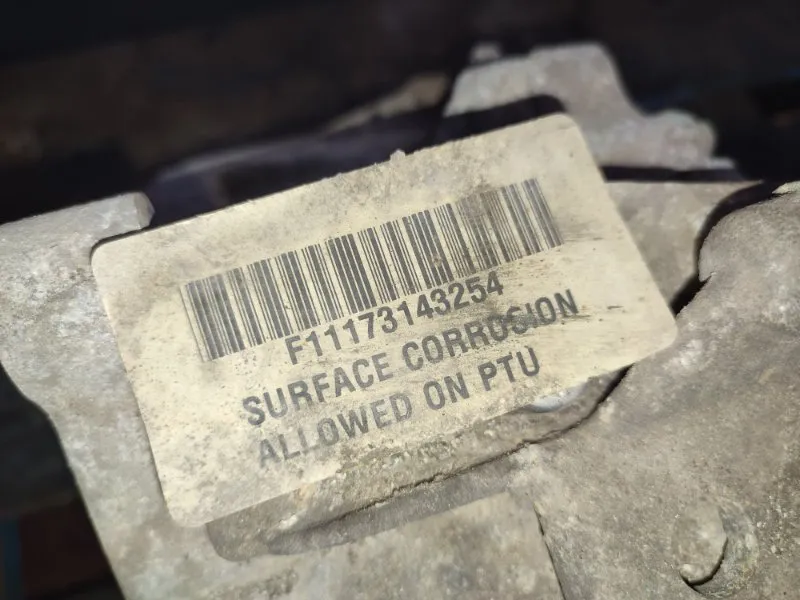 F11173143254
SURFACE CORROSION
ALLOWED ON PTU